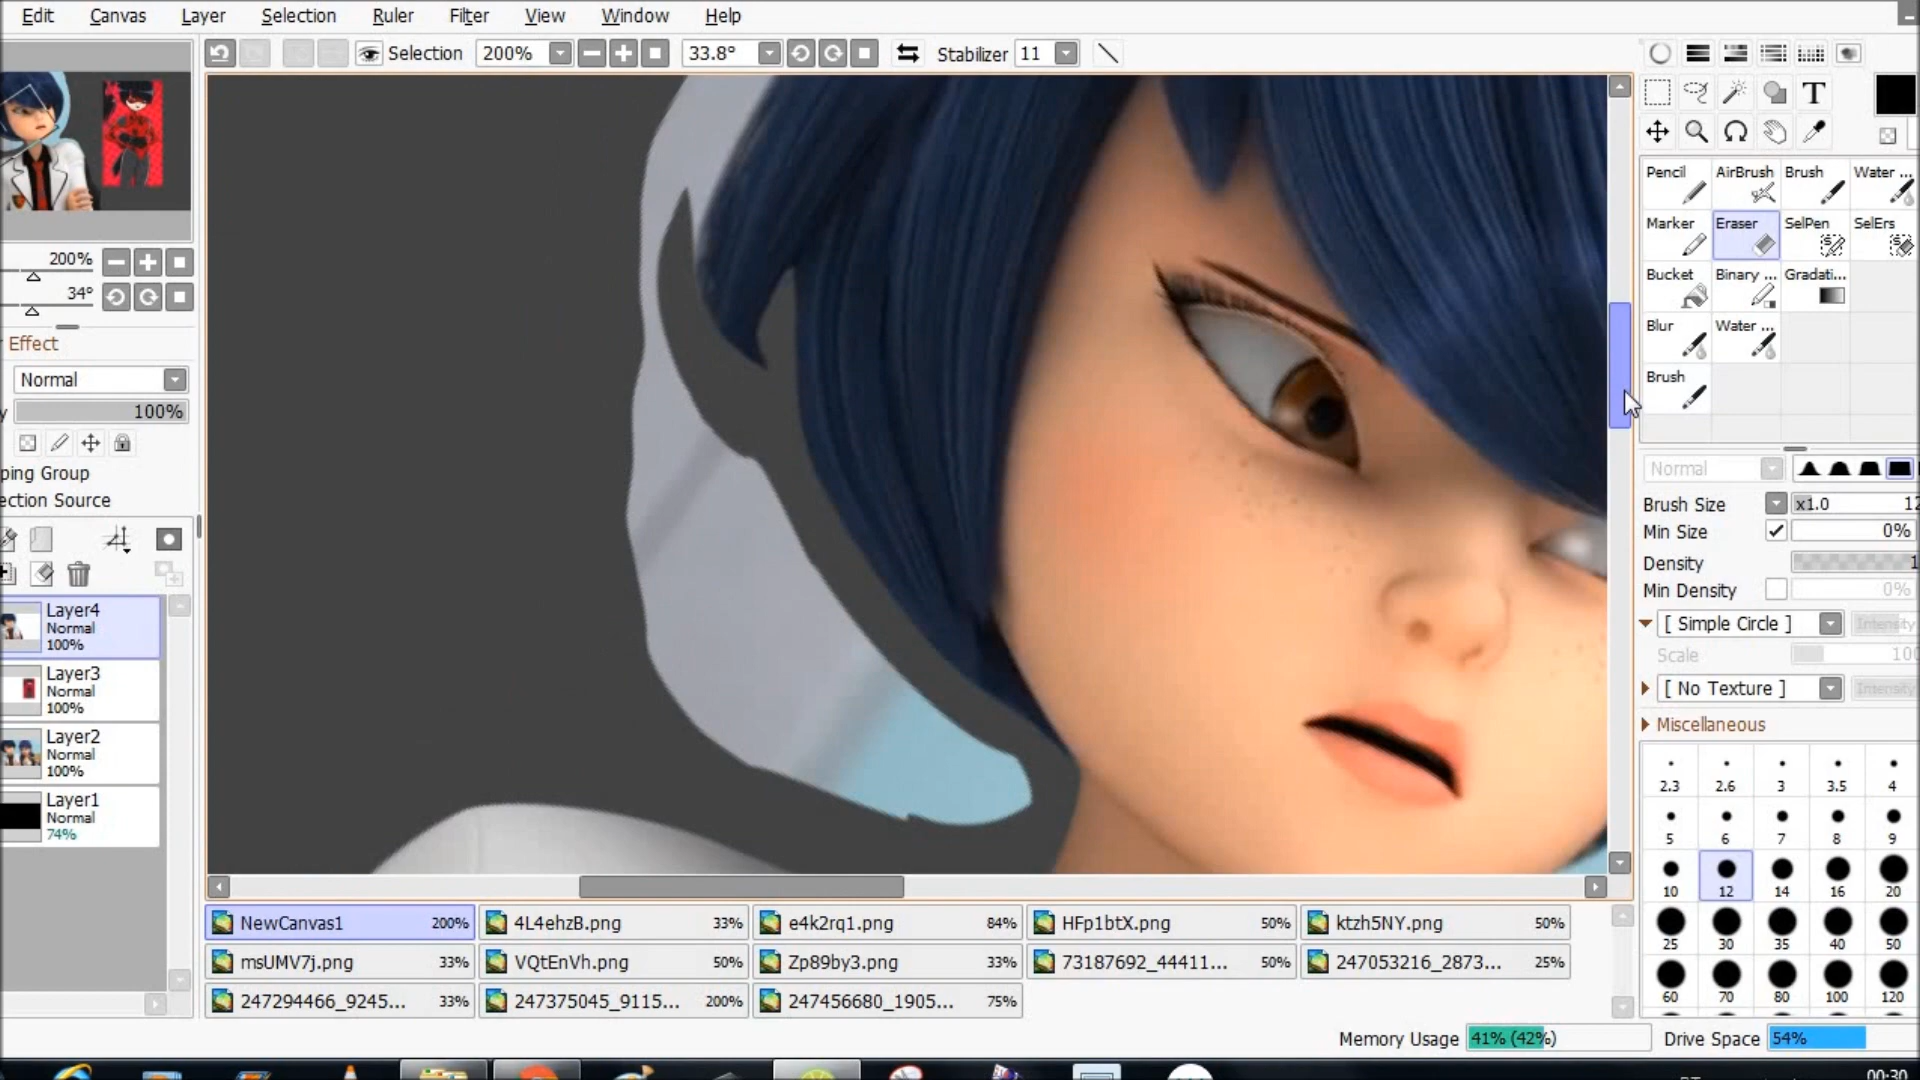 Edit Canvas Layer Selection Ruler Filter View Window Help
Selection 200% 33.8° Stabilizer 11
T
200%
34°
Effect
Normal
100%
ping Group
ection Source
Layer4
Normal
100%
Layer3
Normal
100%
Layer2
Normal
100%
Layer1
Normal
74%
Pencil AirBrush Brush Water ...
Marker Eraser SelPen SelErs
Bucket Binary ... Gradati...
Blur Water ...
Brush
Normal
Brush Size x1.0 12
Min Size 0%
Density 1
Min Density 0%
[ Simple Circle ] Intensity
Scale 100
[ No Texture ] Intensity
Miscellaneous
2.3 2.6 3 3.5 4
5 6 7 8 9
10 12 14 16 20
25 30 35 40 50
60 70 80 100 120
NewCanvas1 200% 4L4ehzB.png 33% e4k2rq1.png 84% HFp1btX.png 50% ktzh5NY.png 50%
msUMV7j.png 33% VQtEnVh.png 50% Zp89by3.png 33% 73187692_44411... 50% 247053216_2873... 25%
247294466_9245... 33% 247375045_9115... 200% 247456680_1905... 75%
Memory Usage 41% (42%) Drive Space 54%
00:30